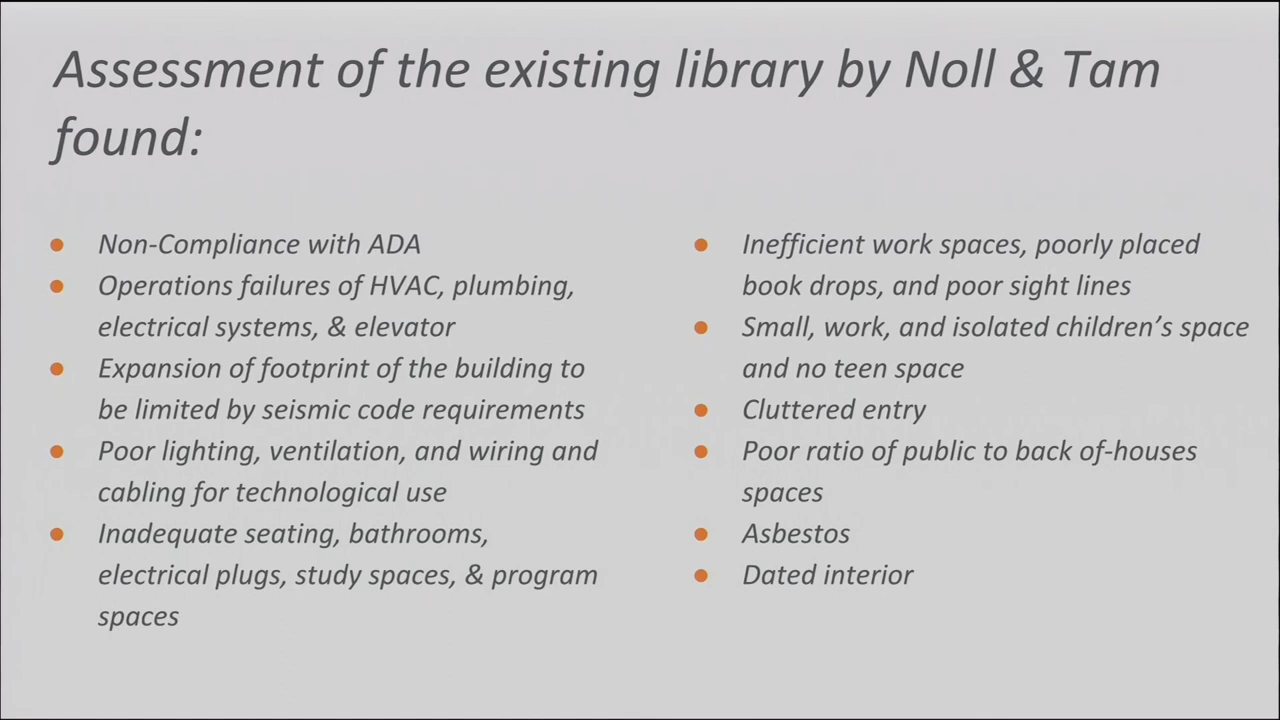 Assessment of the existing library by Noll & Tam
found:
● Non-Compliance with ADA
● Operations failures of HVAC, plumbing,
electrical systems, & elevator
● Expansion of footprint of the building to
be limited by seismic code requirements
● Poor lighting, ventilation, and wiring and
cabling for technological use
● Inadequate seating, bathrooms,
electrical plugs, study spaces, & program
spaces
● Inefficient work spaces, poorly placed
book drops, and poor sight lines
● Small, work, and isolated children’s space
and no teen space
● Cluttered entry
● Poor ratio of public to back of-houses
spaces
● Asbestos
● Dated interior